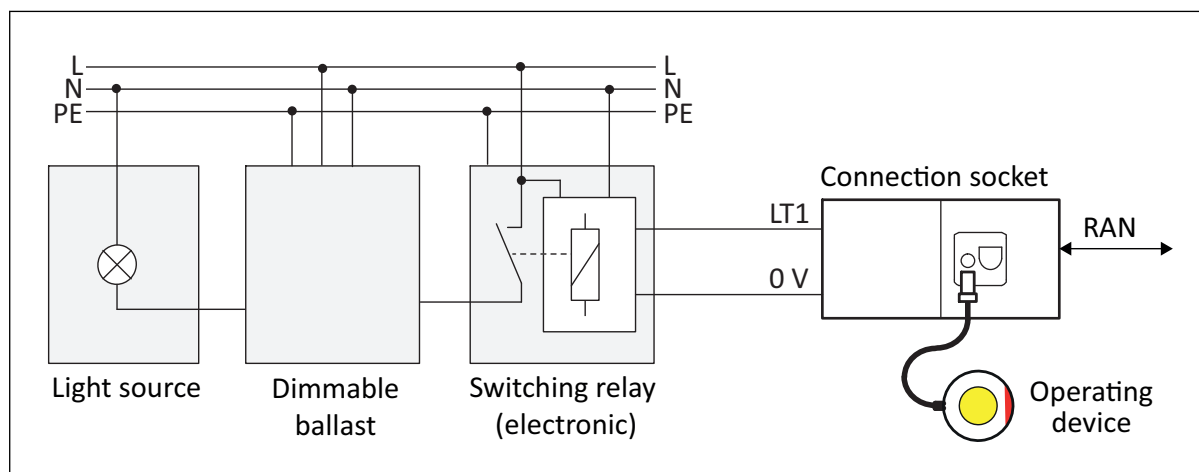 L
N
PE
L
N
PE
Connection socket
LT1
RAN
0 V
Light source
Dimmable
ballast
Switching relay
(electronic)
Operating
device